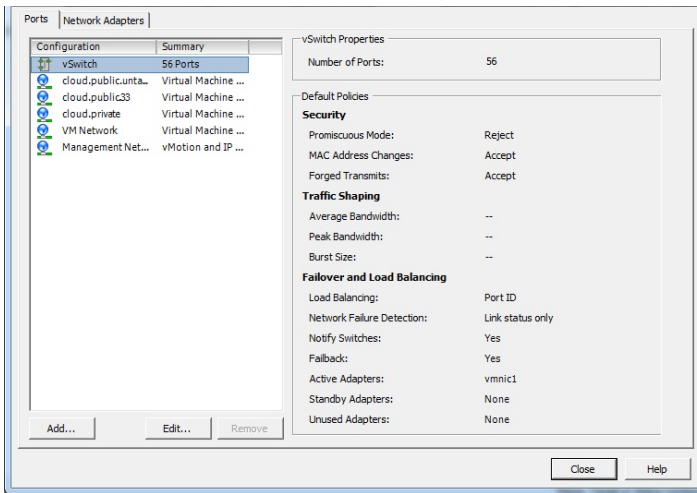 Ports Network Adapters
Configuration Summary
vSwitch 56 Ports
cloud.public.unta... Virtual Machine ...
cloud.public.33 Virtual Machine ...
cloud.private Virtual Machine ...
VM Network Virtual Machine ...
Management Net... vMotion and IP ...
Add... Edit... Remove
vSwitch Properties
Number of Ports: 56
Default Policies
Security
Promiscuous Mode: Reject
MAC Address Changes: Accept
Forged Transmits: Accept
Traffic Shaping
Average Bandwidth: --
Peak Bandwidth: --
Burst Size: --
Failover and Load Balancing
Load Balancing: Port ID
Network Failure Detection: Link status only
Notify Switches: Yes
Failback: Yes
Active Adapters: vmnic1
Standby Adapters: None
Unused Adapters: None
Close Help